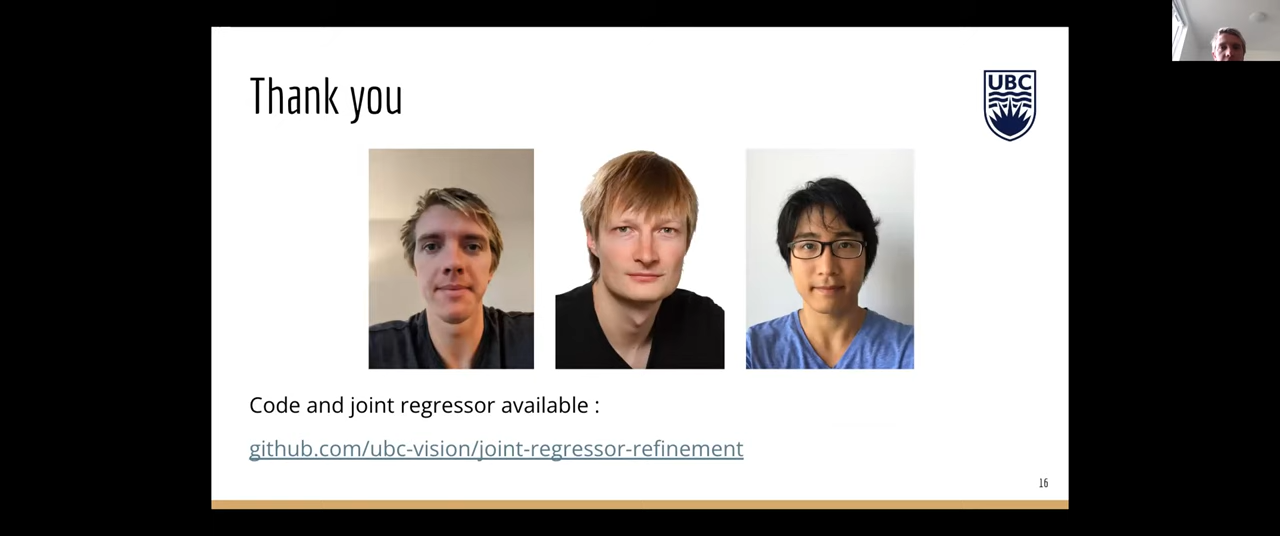 Thank you
UBC
Code and joint regressor available :
github.com/ubc-vision/joint-regressor-refinement
16